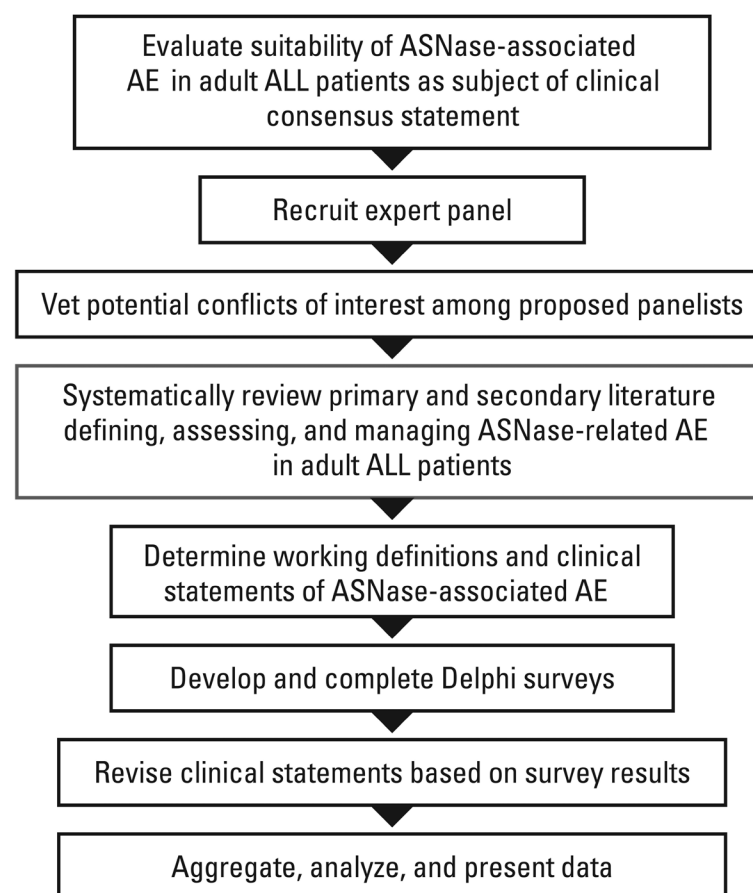 Evaluate suitability of ASNase-associated
AE in adult ALL patients as subject of clinical
consensus statement
Recruit expert panel
Vet potential conflicts of interest among proposed panelists
Systematically review primary and secondary literature
defining, assessing, and managing ASNase-related AE
in adult ALL patients
Determine working definitions and clinical
statements of ASNase-associated AE
Develop and complete Delphi surveys
Revise clinical statements based on survey results
Aggregate, analyze, and present data